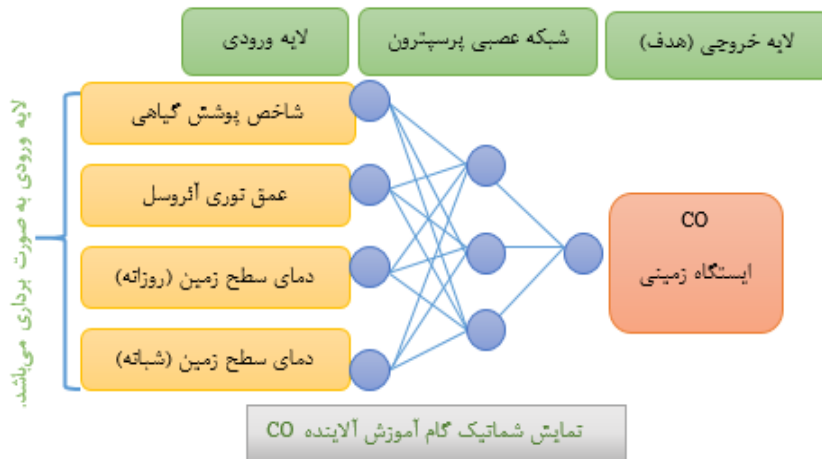 لایه ورودی
شبکه عصبی پرسپترون
لایه خروجی (هدف)
لایه ورودی به صورت برداری می‌باشد.
شاخص پوشش گیاهی
عمق نوری آئروسل
دمای سطح زمین (روزانه)
دمای سطح زمین (شبانه)
CO
ایستگاه زمینی
نمایش شماتیک گام آموزش آلاینده CO